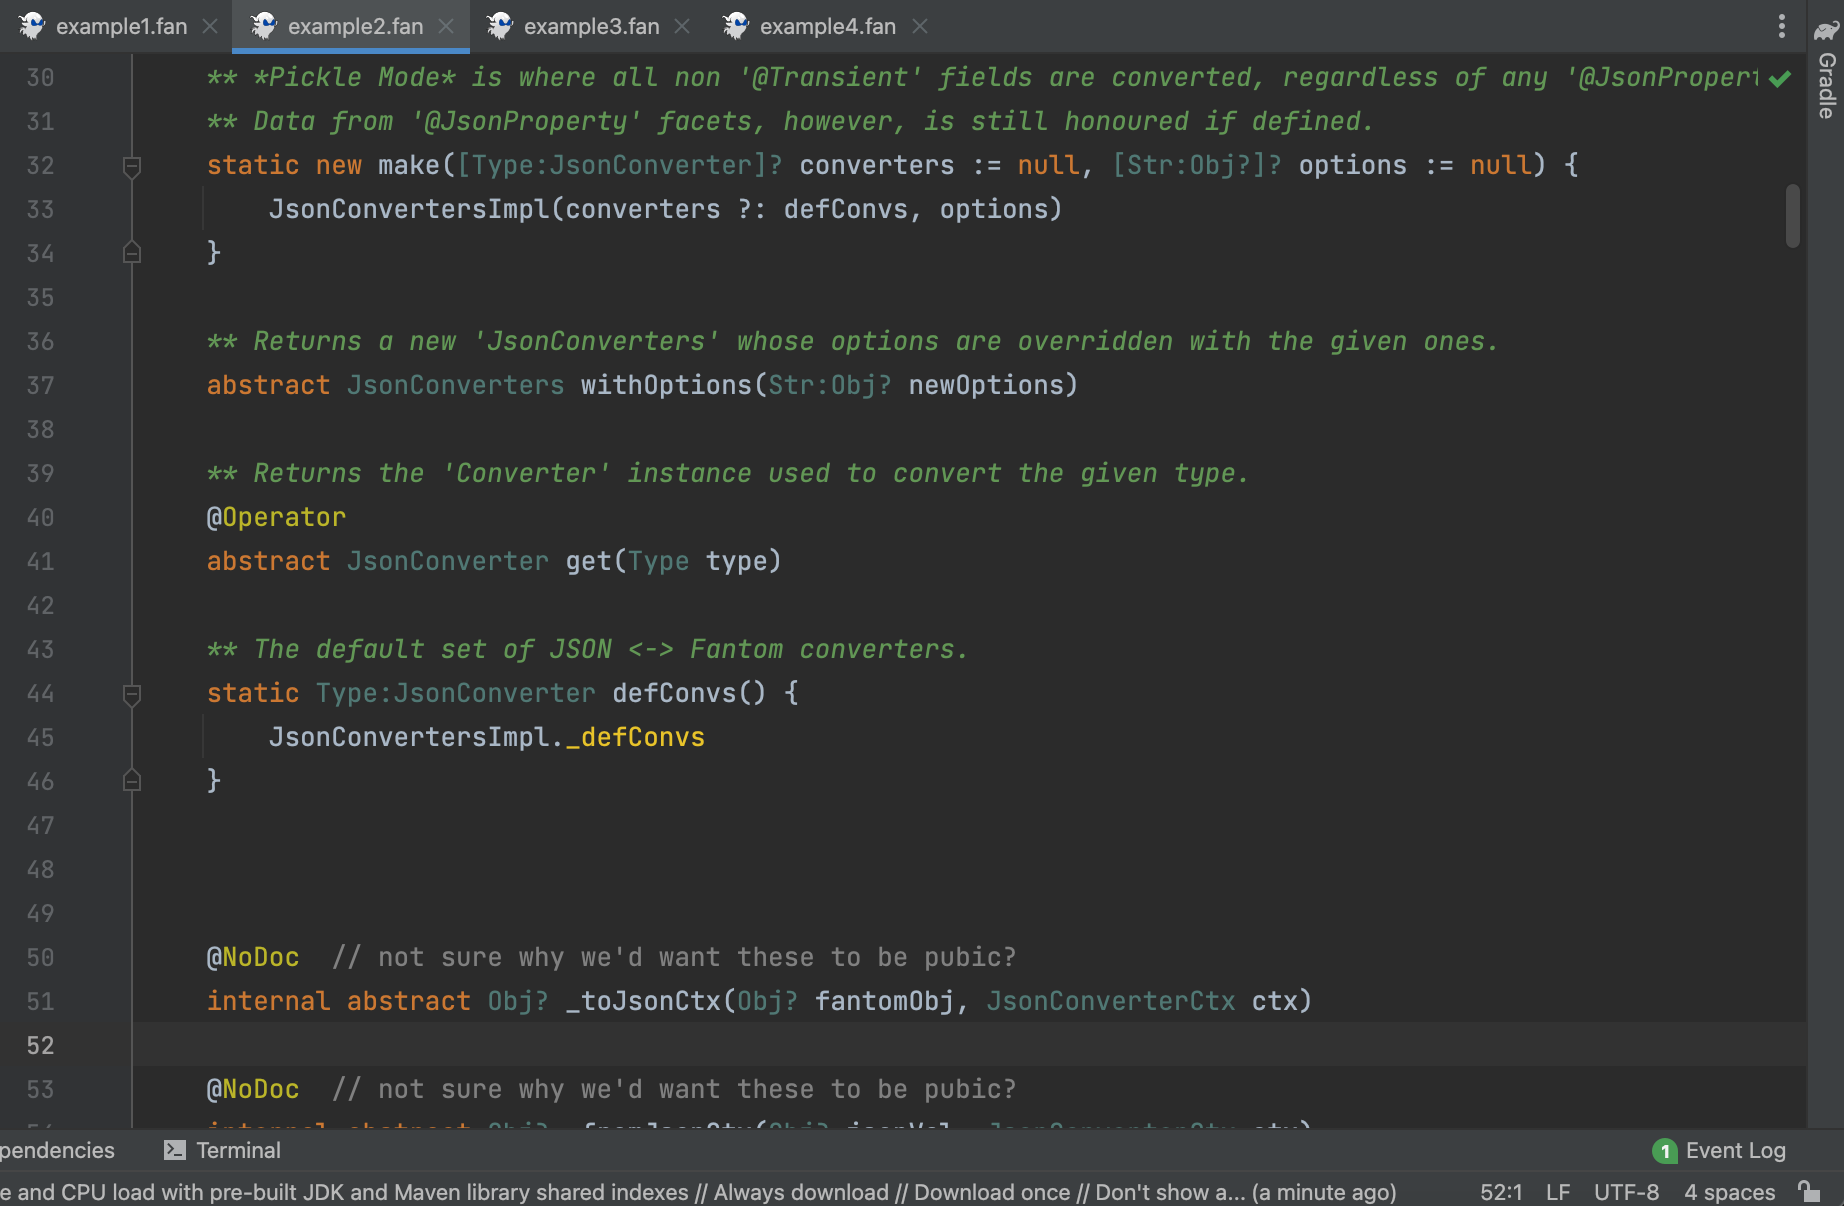 example1.fan
example2.fan
example3.fan
example4.fan
Gradle
30 ** *Pickle Mode* is where all non '@Transient' fields are converted, regardless of any '@JsonPropert
31 ** Data from '@JsonProperty' facets, however, is still honoured if defined.
32 static new make([Type:JsonConverter]? converters := null, [Str:Obj?]? options := null) {
33 JsonConvertersImpl(converters ?: defConvs, options)
34 }
35
36 ** Returns a new 'JsonConverters' whose options are overridden with the given ones.
37 abstract JsonConverters withOptions(Str:Obj? newOptions)
38
39 ** Returns the 'Converter' instance used to convert the given type.
40 @Operator
41 abstract JsonConverter get(Type type)
42
43 ** The default set of JSON <-> Fantom converters.
44 static Type:JsonConverter defConvs() {
45 JsonConvertersImpl._defConvs
46 }
47
48
49
50 @NoDoc // not sure why we'd want these to be pubic?
51 internal abstract Obj? _toJsonCtx(Obj? fantomObj, JsonConverterCtx ctx)
52
53 @NoDoc // not sure why we'd want these to be pubic?
pendencies
Terminal
1 Event Log
e and CPU load with pre-built JDK and Maven library shared indexes // Always download // Download once // Don't show a... (a minute ago)
52:1 LF UTF-8 4 spaces